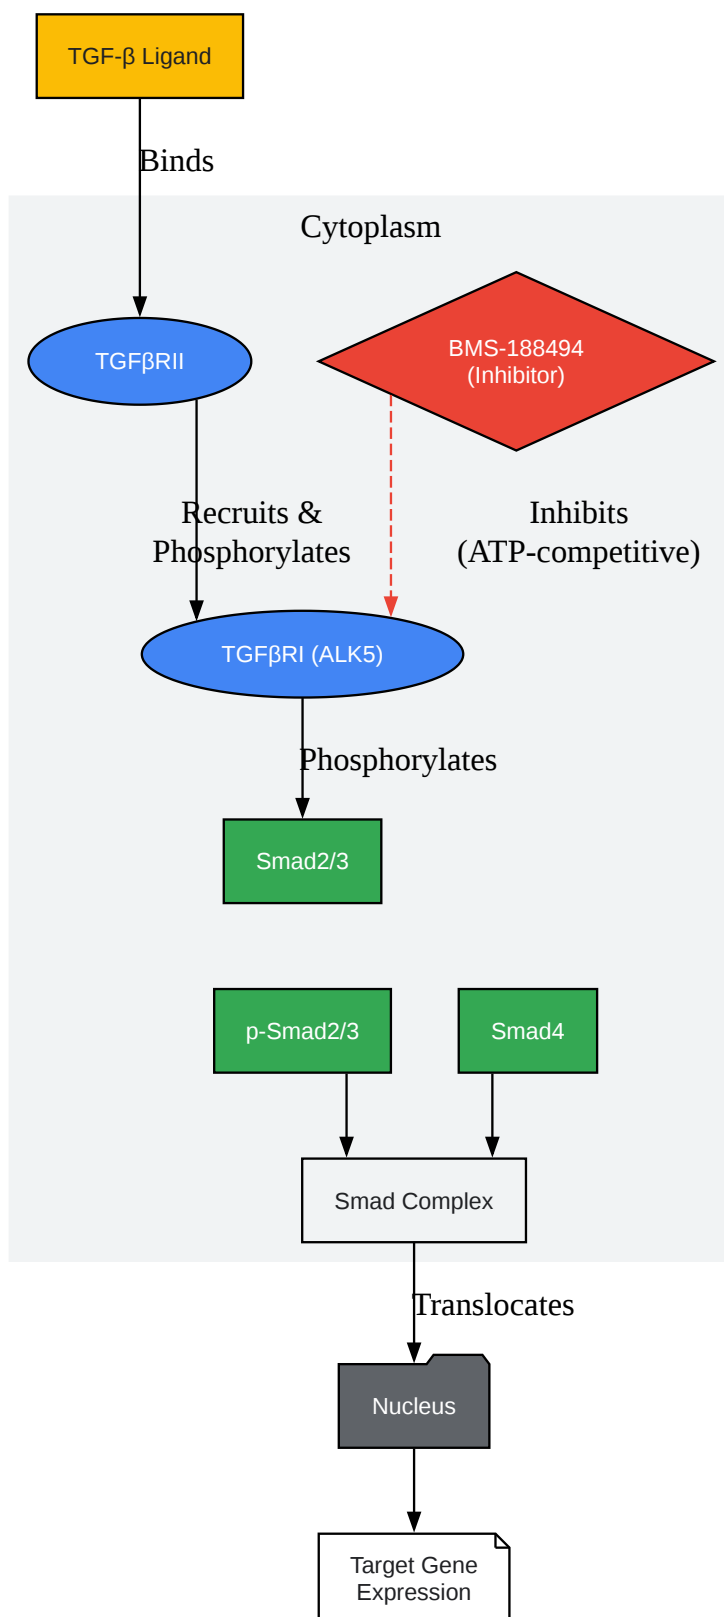 TGF-β Ligand
Binds
Cytoplasm
TGFβRII
BMS-188494
(Inhibitor)
Recruits &
Phosphorylates
Inhibits
(ATP-competitive)
TGFβRI (ALK5)
Phosphorylates
Smad2/3
p-Smad2/3
Smad4
Smad Complex
Translocates
Nucleus
Target Gene
Expression